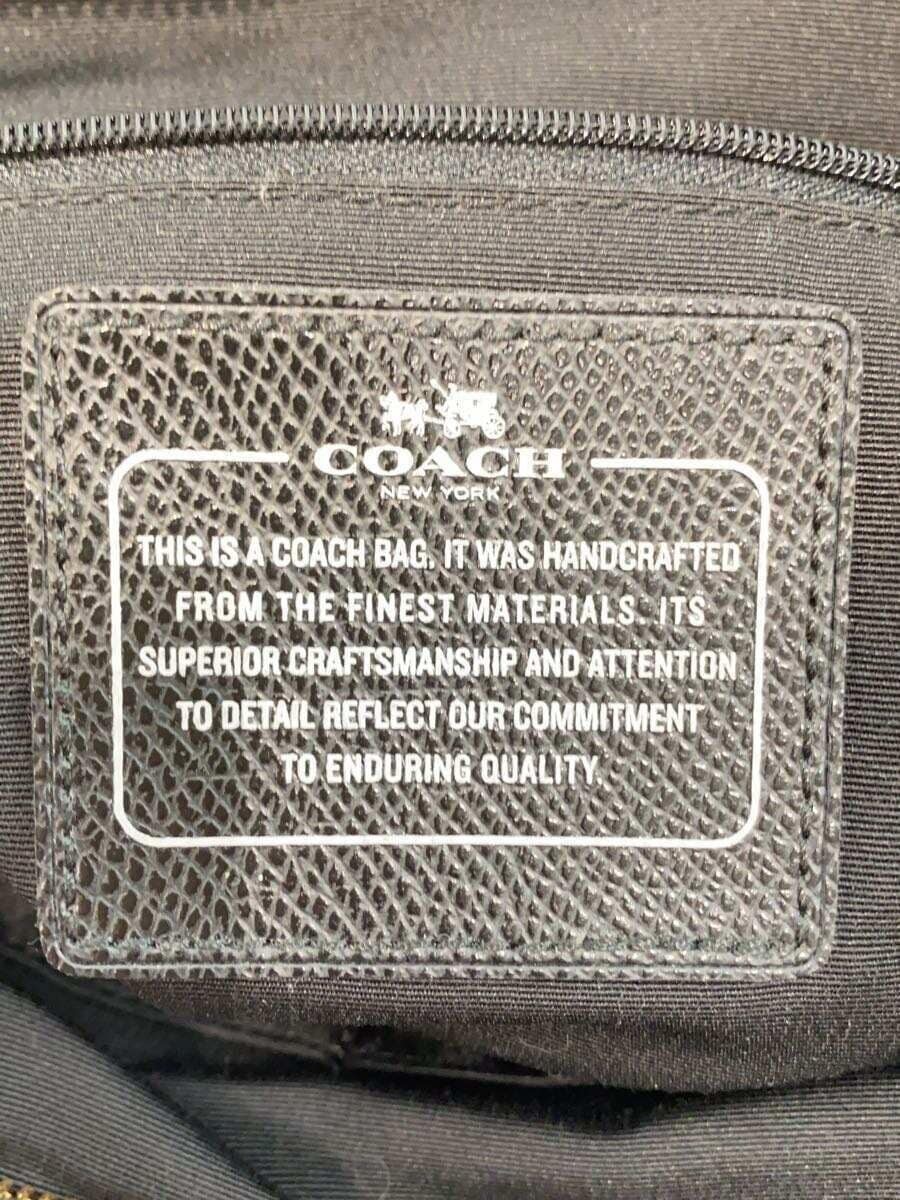 COACH
NEW YORK
THIS IS A COACH BAG. IT WAS HANDCRAFTED
FROM THE FINEST MATERIALS. ITS
SUPERIOR CRAFTSMANSHIP AND ATTENTION
TO DETAIL REFLECT OUR COMMITMENT
TO ENDURING QUALITY.